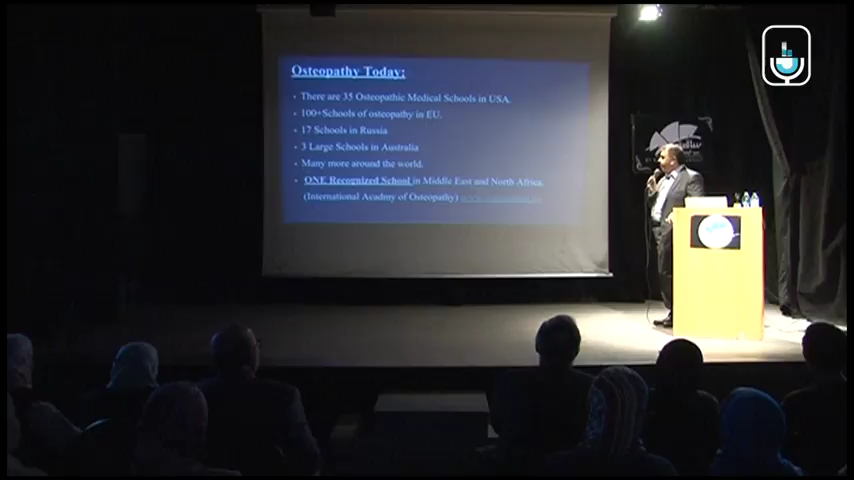 Osteopathy Today:
• There are 35 Osteopathic Medical Schools in USA.
• 100+Schools of osteopathy in EU.
• 17 Schools in Russia
• 3 Large Schools in Australia
• Many more around the world.
• ONE Recognized School in Middle East and North Africa.
(International Acadmy of Osteopathy)